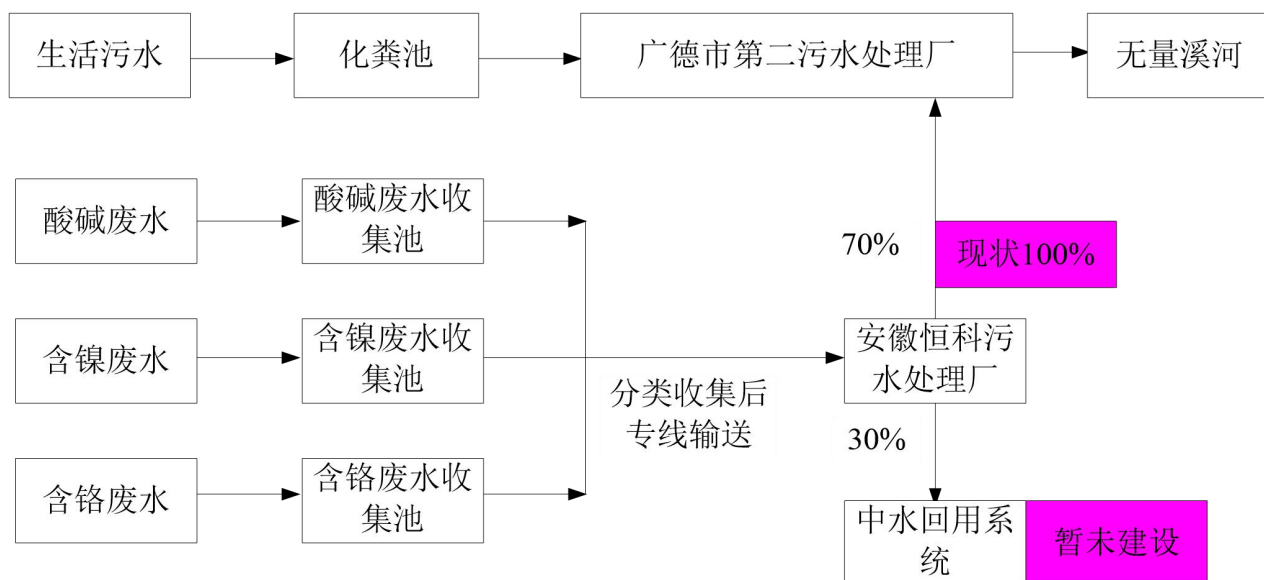 生活污水
化粪池
广德市第二污水处理厂
无量溪河
酸碱废水
酸碱废水收
集池
70%
现状100%
含镍废水
含镍废水收
集池
分类收集后
专线输送
安徽恒科污
水处理厂
30%
含铬废水
含铬废水收
集池
中水回用系
统
暂未建设